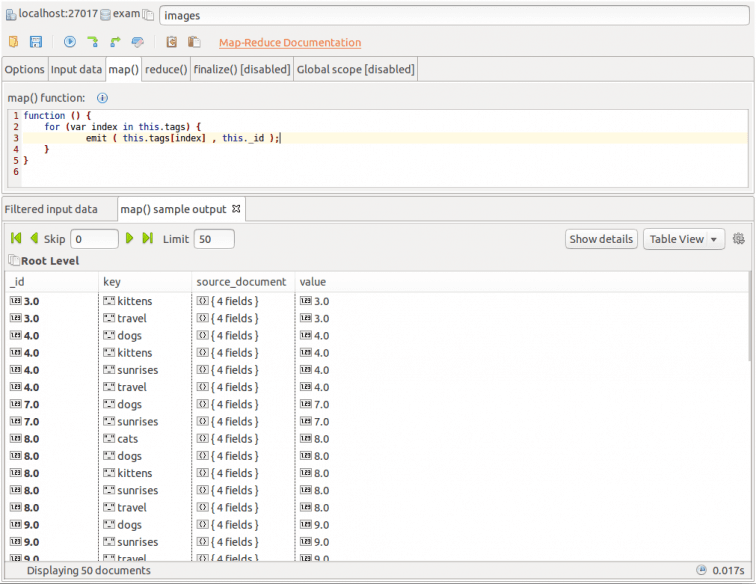 localhost:27017 exam images
Map-Reduce Documentation
Options Input data map() reduce() finalize() [disabled] Global scope [disabled]
map() function:
1 function () {
2 for (var index in this.tags) {
3 emit ( this.tags[index] , this._id );
4 }
5 }
6
Filtered input data map() sample output
Skip 0 Limit 50 Show details Table View
Root Level
_id key source_document value
3.0 kittens { 4 fields } 3.0
3.0 travel { 4 fields } 3.0
4.0 dogs { 4 fields } 4.0
4.0 kittens { 4 fields } 4.0
4.0 sunrises { 4 fields } 4.0
4.0 travel { 4 fields } 4.0
7.0 dogs { 4 fields } 7.0
7.0 sunrises { 4 fields } 7.0
8.0 cats { 4 fields } 8.0
8.0 dogs { 4 fields } 8.0
8.0 kittens { 4 fields } 8.0
8.0 sunrises { 4 fields } 8.0
8.0 travel { 4 fields } 8.0
9.0 dogs { 4 fields } 9.0
9.0 sunrises { 4 fields } 9.0
9.0 travel { 4 fields } 9.0
Displaying 50 documents 0.017s